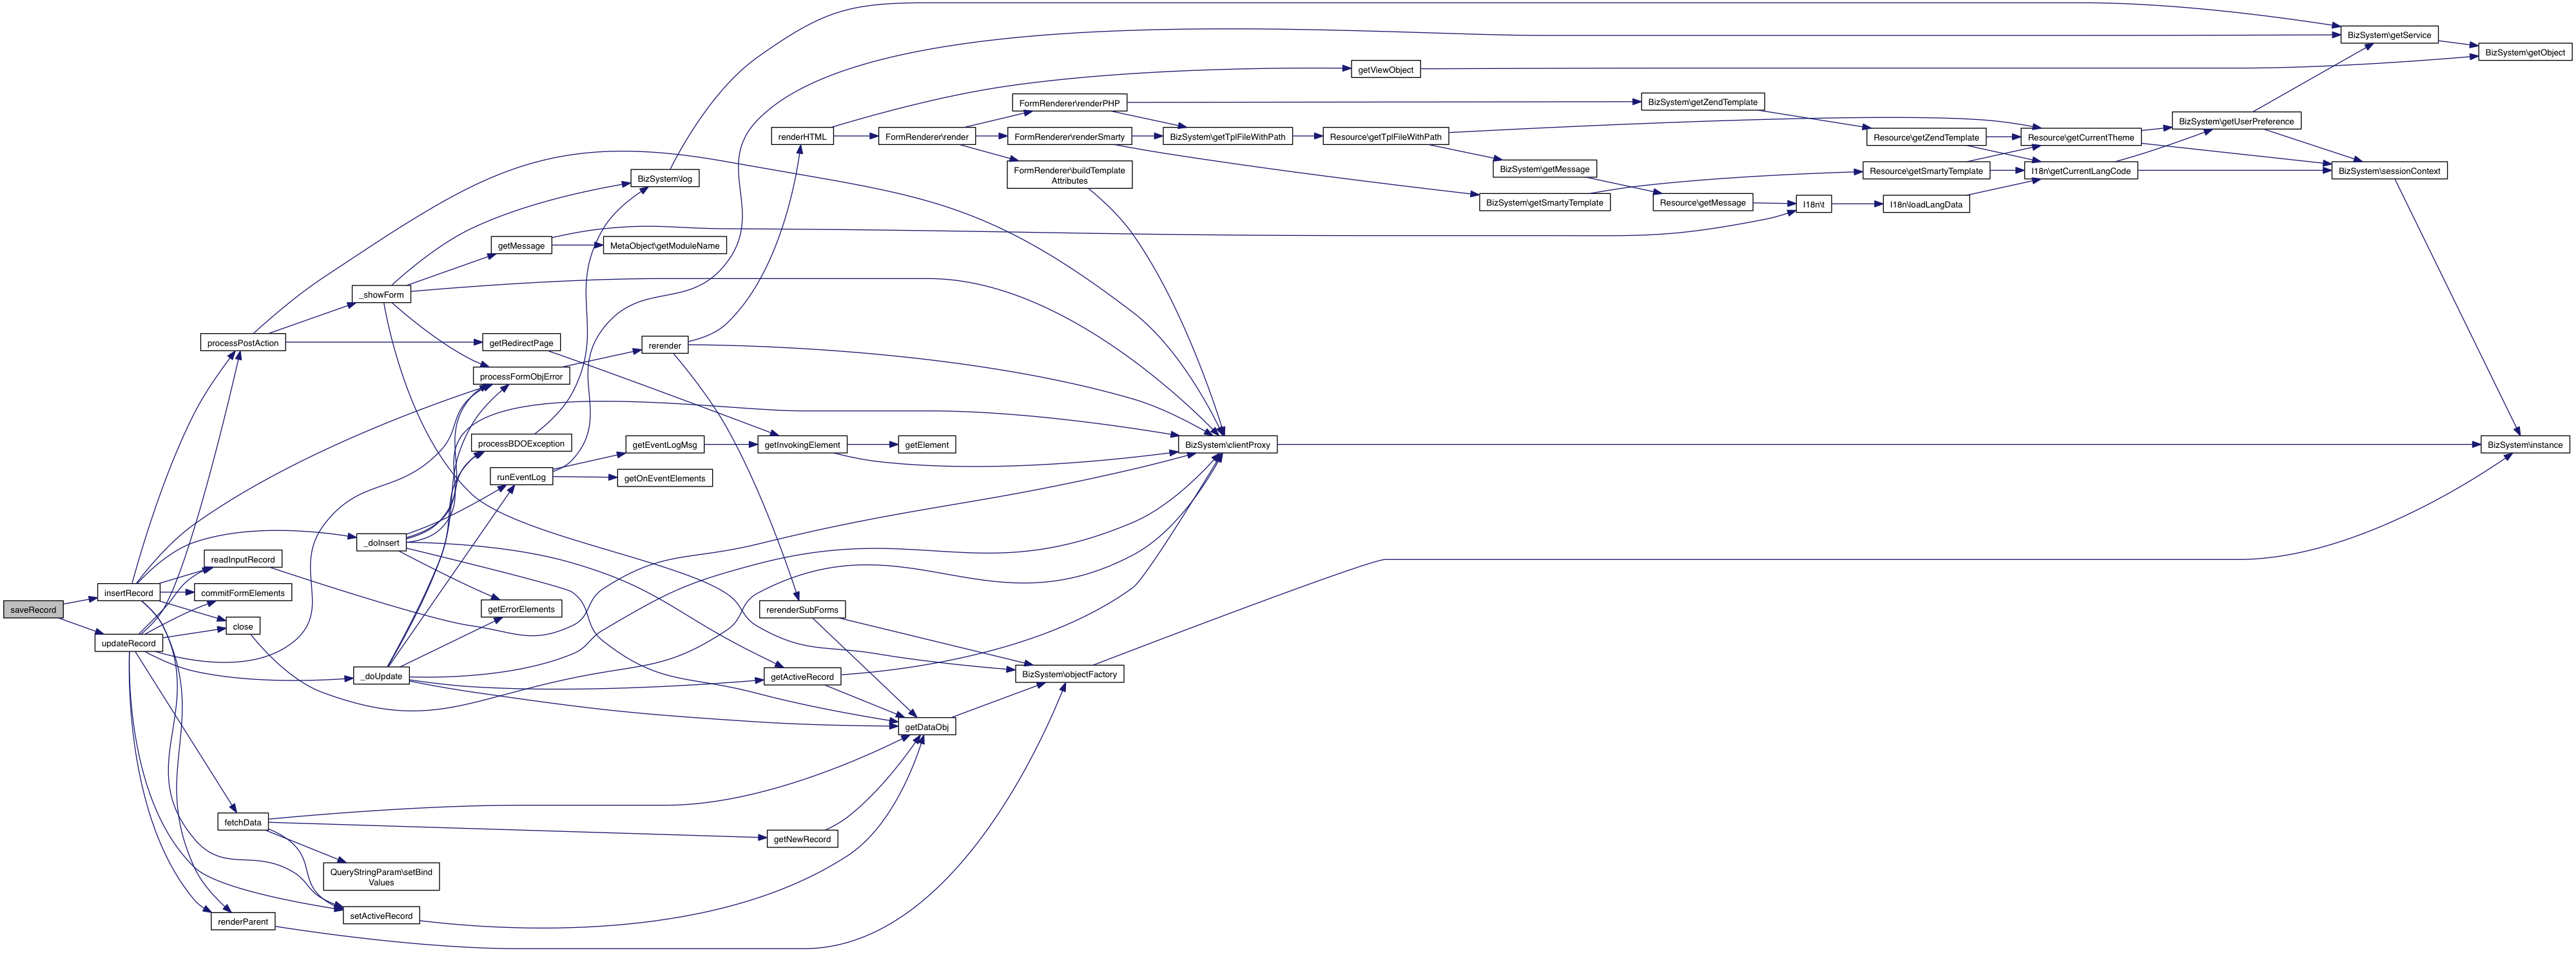 saveRecord
insertRecord
updateRecord
processPostAction
readInputRecord
commitFormElements
close
fetchData
renderParent
_showForm
_doInsert
_doUpdate
QueryStringParam\setBind
Values
setActiveRecord
getMessage
getRedirectPage
processFormObjError
processBDOException
runEventLog
getErrorElements
BizSystem\log
MetaObject\getModuleName
rerender
getEventLogMsg
getOnEventElements
renderHTML
getInvokingElement
rerenderSubForms
getActiveRecord
getNewRecord
FormRenderer\render
getElement
getDataObj
FormRenderer\renderPHP
FormRenderer\renderSmarty
FormRenderer\buildTemplate
Attributes
BizSystem\objectFactory
BizSystem\getTplFileWithPath
BizSystem\clientProxy
getViewObject
Resource\getTplFileWithPath
BizSystem\getMessage
BizSystem\getSmartyTemplate
BizSystem\getZendTemplate
Resource\getMessage
I18n\t
Resource\getZendTemplate
Resource\getSmartyTemplate
I18n\loadLangData
Resource\getCurrentTheme
I18n\getCurrentLangCode
BizSystem\getUserPreference
BizSystem\getService
BizSystem\sessionContext
BizSystem\getObject
BizSystem\instance